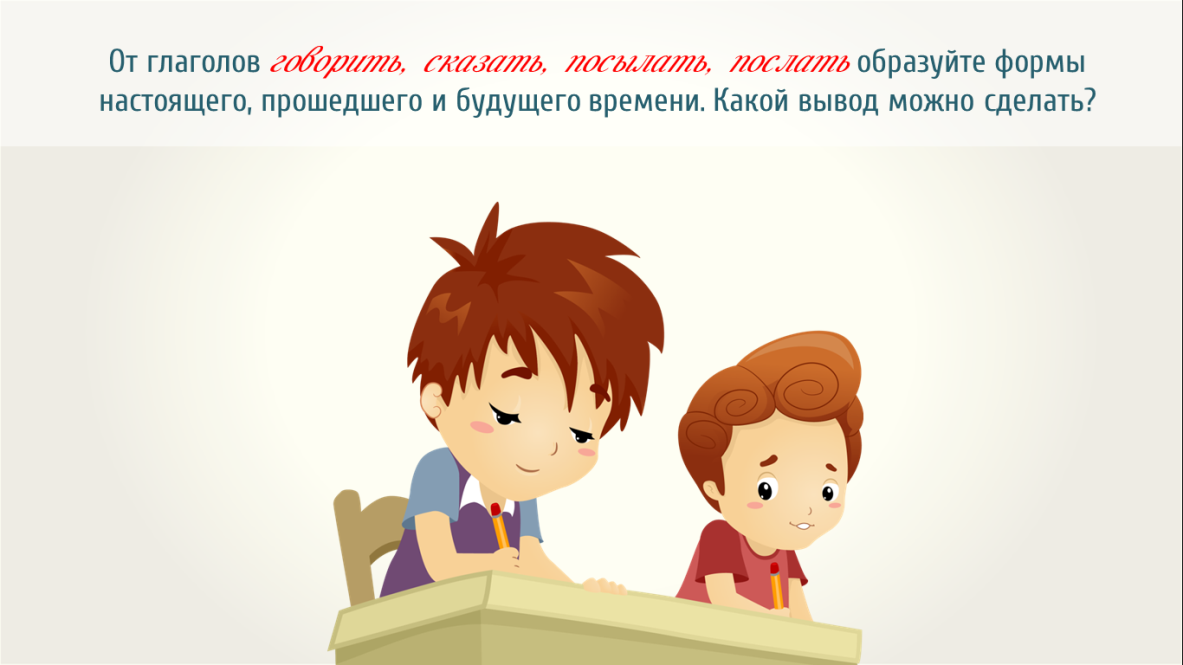 От глаголов говорить, сказать, посылать, послать образуйте формы
настоящего, прошедшего и будущего времени. Какой вывод можно сделать?